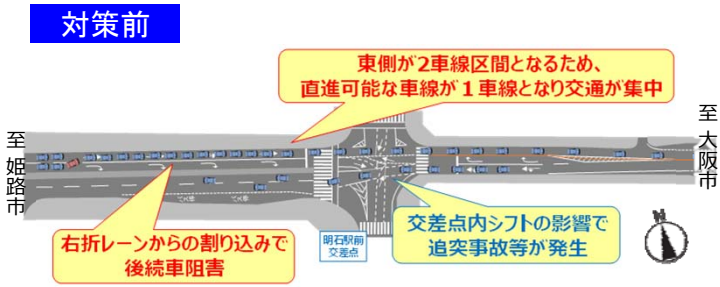 対策前
東側が2車線区間となるため、
直進可能な車線が1車線となり交通が集中
至 姫路市
至 大阪市
右折レーンからの割り込みで
後続車阻害
明石駅前
交差点
交差点内シフトの影響で
追突事故等が発生
N